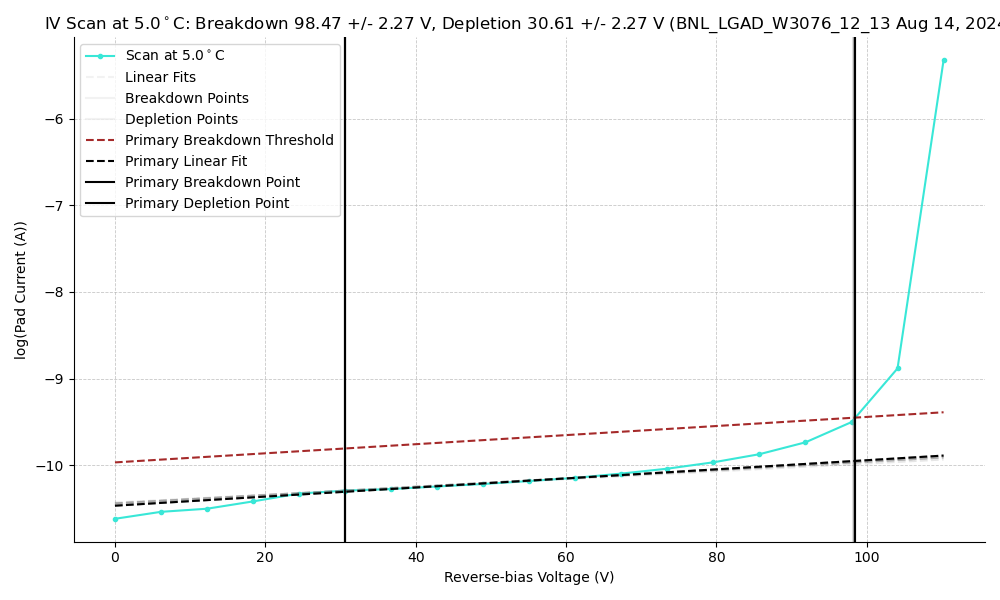 IV Scan at 5.0°C: Breakdown 98.47 +/- 2.27 V, Depletion 30.61 +/- 2.27 V (BNL_LGAD_W3076_12_13 Aug 14, 2024
Scan at 5.0°C
Linear Fits
Breakdown Points
Depletion Points
Primary Breakdown Threshold
Primary Linear Fit
Primary Breakdown Point
Primary Depletion Point
log(Pad Current (A))
−6
−7
−8
−9
−10
0 20 40 60 80 100
Reverse-bias Voltage (V)